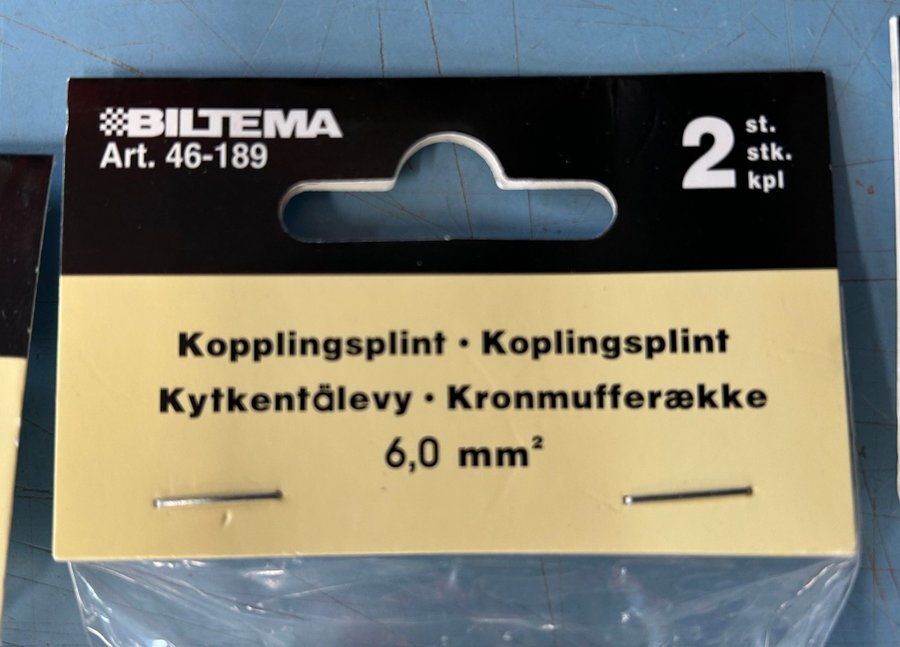 BILTEMA
Art. 46-189
2 st.
stk.
kpl
Kopplingsplint • Koplingsplint
Kytkentälevy • Kronmufferække
6,0 mm²